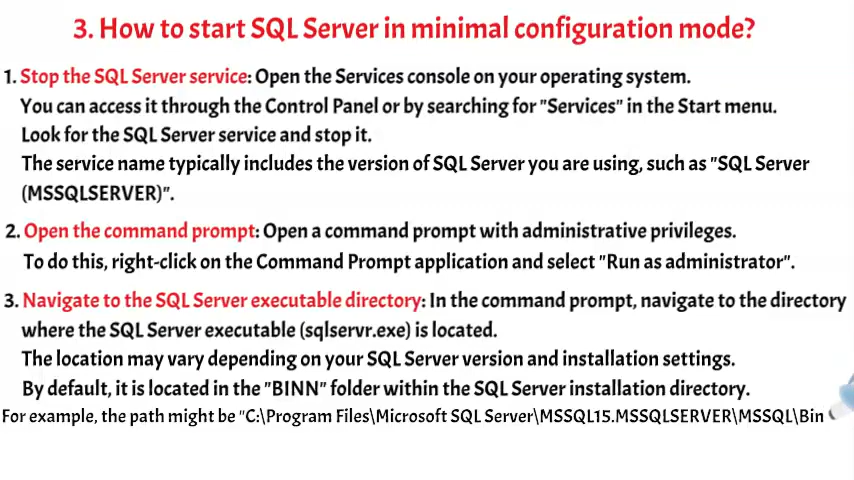 3. How to start SQL Server in minimal configuration mode?
1. Stop the SQL Server service: Open the Services console on your operating system.
You can access it through the Control Panel or by searching for "Services" in the Start menu.
Look for the SQL Server service and stop it.
The service name typically includes the version of SQL Server you are using, such as "SQL Server
(MSSQLSERVER)".
2. Open the command prompt: Open a command prompt with administrative privileges.
To do this, right-click on the Command Prompt application and select "Run as administrator".
3. Navigate to the SQL Server executable directory: In the command prompt, navigate to the directory
where the SQL Server executable (sqlservr.exe) is located.
The location may vary depending on your SQL Server version and installation settings.
By default, it is located in the "BINN" folder within the SQL Server installation directory.
For example, the path might be "C:\Program Files\Microsoft SQL Server\MSSQL15.MSSQLSERVER\MSSQL\Bin